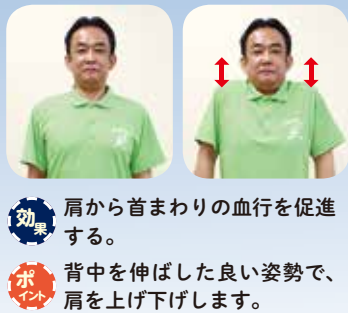 効果
肩から首まわりの血行を促進
する。
ポイント
背中を伸ばした良い姿勢で、
肩を上げ下げします。